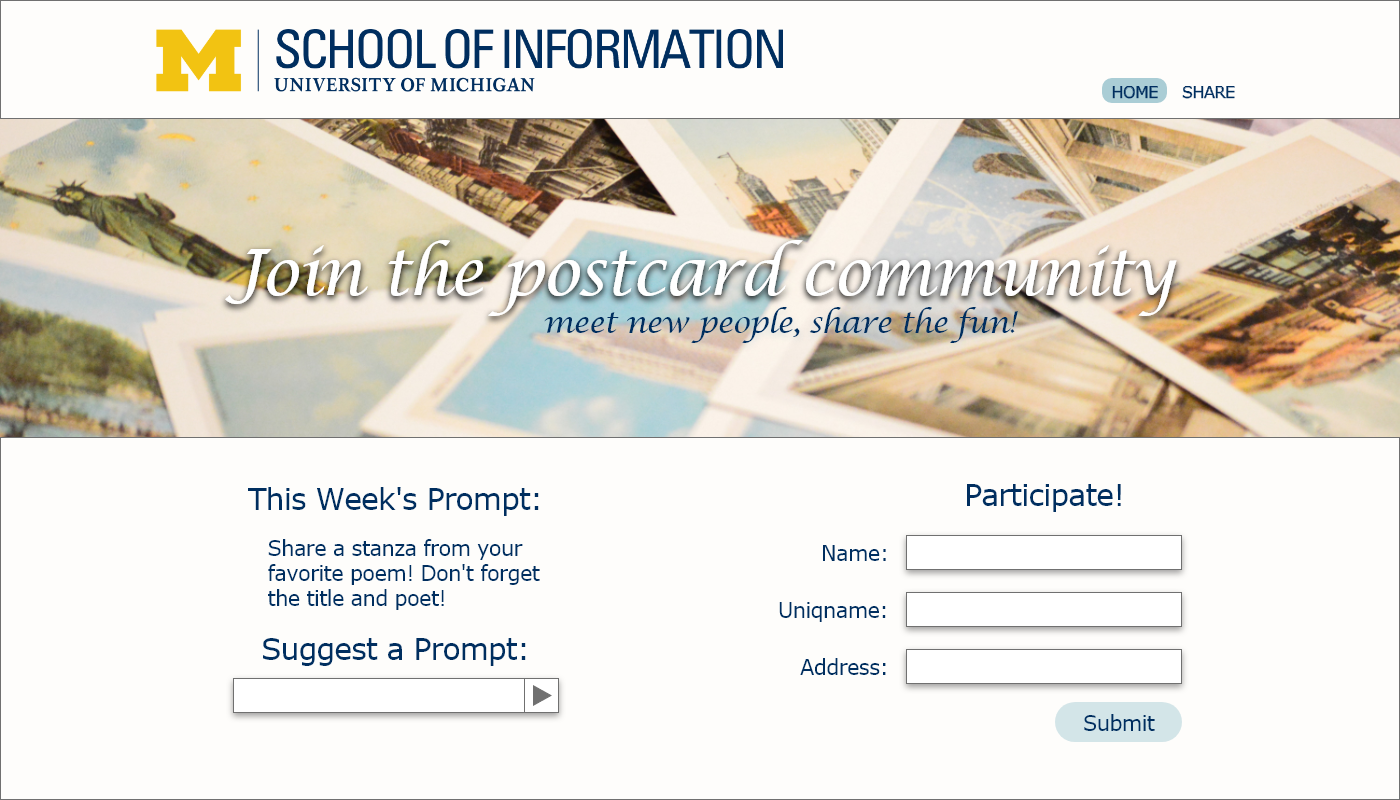 M
SCHOOL OF INFORMATION
UNIVERSITY OF MICHIGAN
HOME SHARE
Join the postcard community
meet new people, share the fun!
This Week's Prompt:
Share a stanza from your
favorite poem! Don't forget
the title and poet!
Suggest a Prompt:
Participate!
Name:
Uniqname:
Address:
Submit